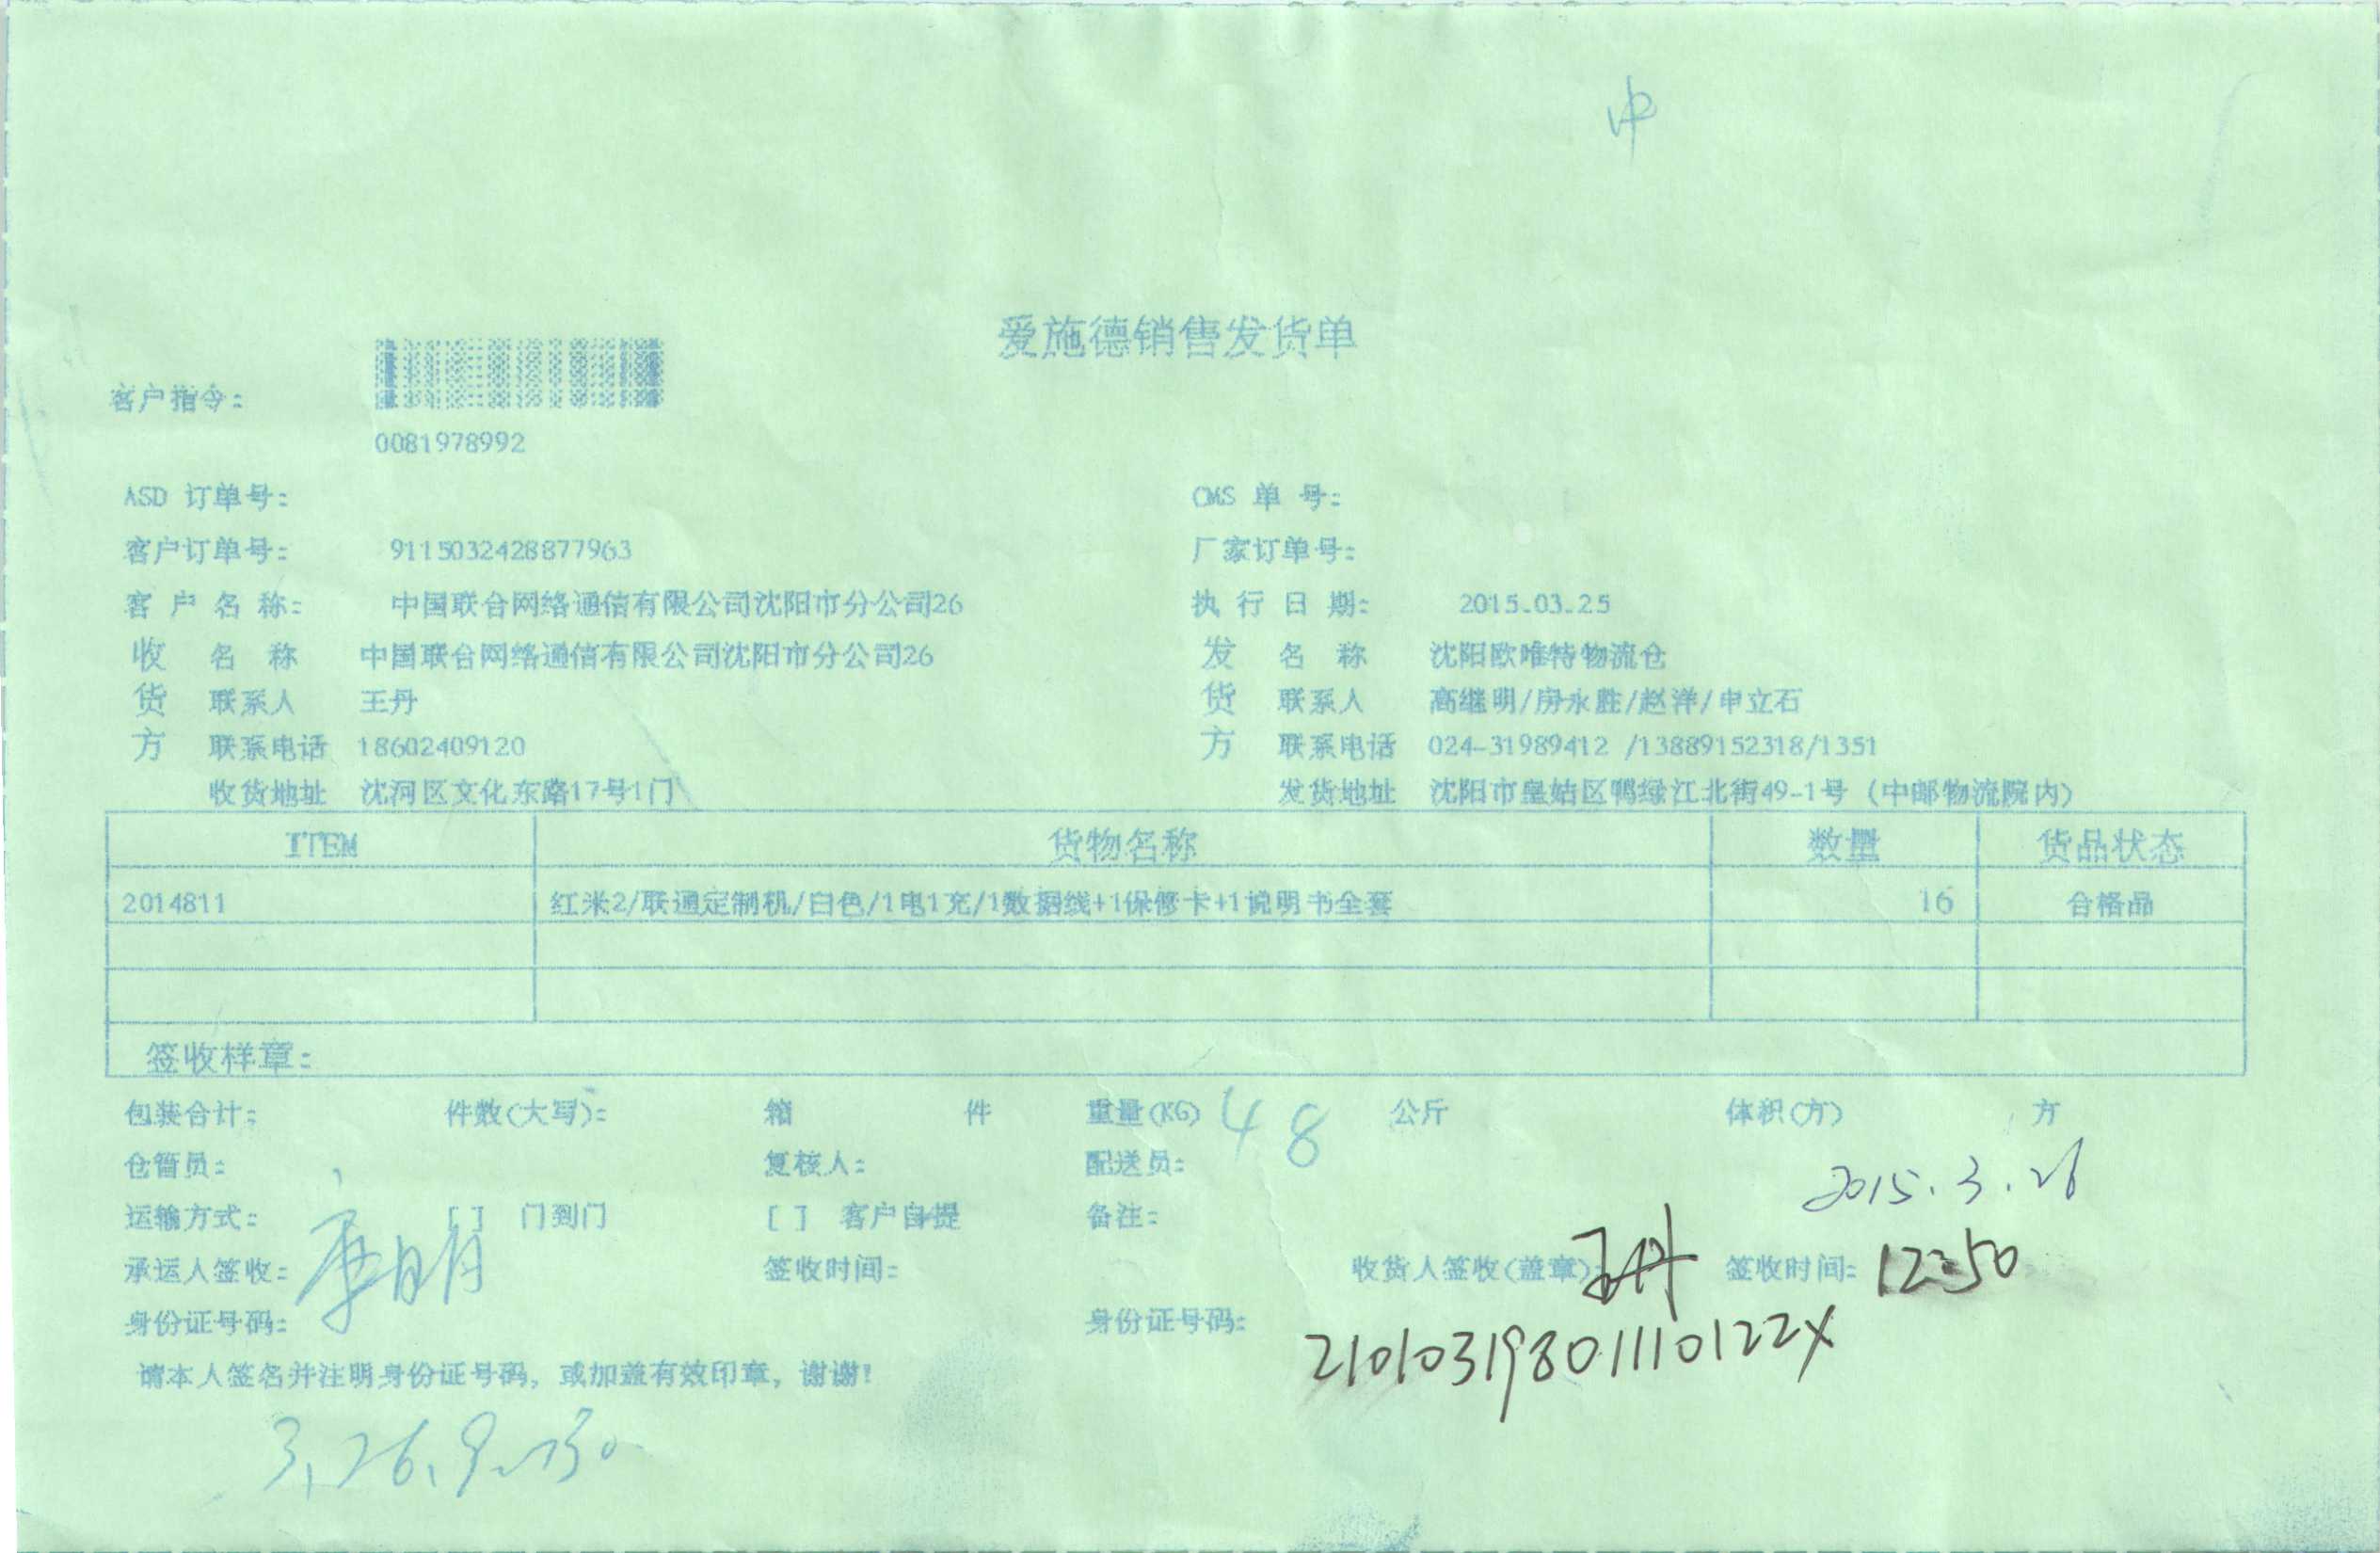 中
爱施德销售发货单
客户指令:
0081978992
ASD 订单号: CMS 单 号:
客户订单号: 9115032428877963 厂家订单号:
客 户 名 称: 中国联合网络通信有限公司沈阳市分公司26 执 行 日 期: 2015.03.25
收 名 称 中国联合网络通信有限公司沈阳市分公司26 发 名 称 沈阳欧唯特物流仓
货 联系人 王丹 货 联系人 高继明/房永胜/赵洋/申立石
方 联系电话 18602409120 方 联系电话 024-31989412 /13889152318/1351
收货地址 沈河区文化东路17号1门 发货地址 沈阳市皇姑区鸭绿江北街49-1号 (中邮物流院内)
ITEM 货物名称 数量 货品状态
2014811 红米2/联通定制机/白色/1电1充/1数据线+1保修卡+1说明书全套 16 合格品
签收样章:
包装合计: 件数(大写): 箱 件 重量(KG) 48 公斤 体积(方) 方
仓管员: 复核人: 配送员: 2015.3.26
运输方式: [ ] 门到门 [ ] 客户自提 备注:
承运人签收: 签收时间: 收货人签收(盖章): 王丹 签收时间: 12:50
身份证号码: 身份证号码: 21010319801110122X
请本人签名并注明身份证号码, 或加盖有效印章, 谢谢!
3.26.9:30